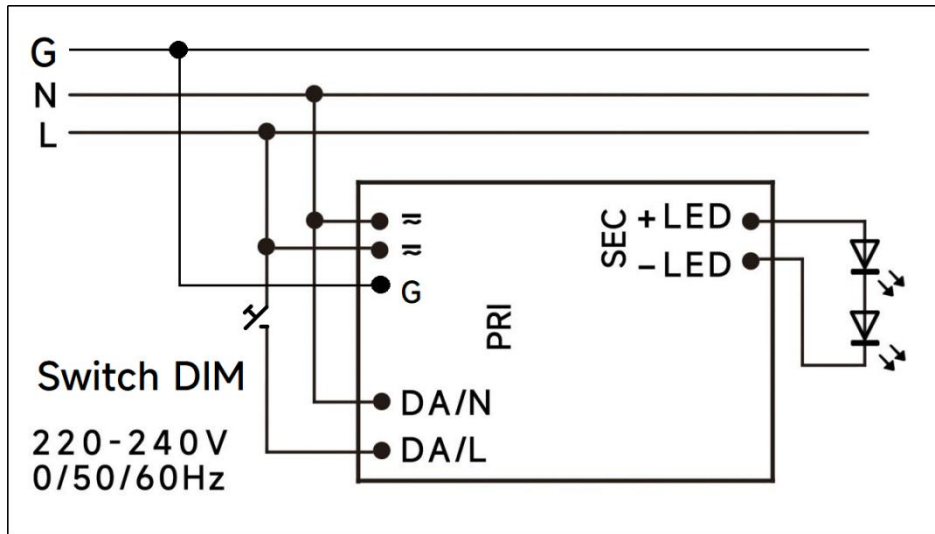 G
N
L
≂
≂
G
PRI
SEC
+LED
−LED
DA/N
DA/L
Switch DIM
220-240V
0/50/60Hz